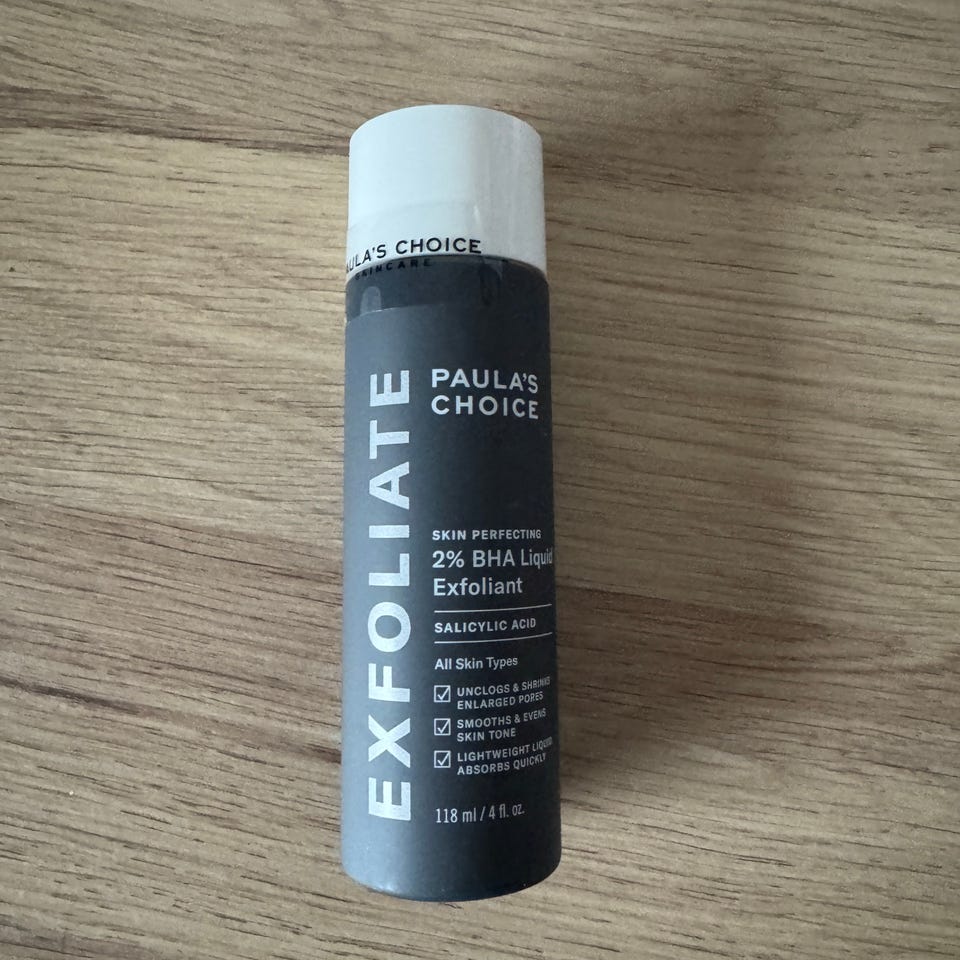 PAULA'S CHOICE
SKINCARE
EXFOLIATE
PAULA'S
CHOICE
SKIN PERFECTING
2% BHA Liquid
Exfoliant
SALICYLIC ACID
All Skin Types
UNCLOGS & SHRINKS
ENLARGED PORES
SMOOTHS & EVENS
SKIN TONE
LIGHTWEIGHT LIQUID
ABSORBS QUICKLY
118 ml / 4 fl. oz.